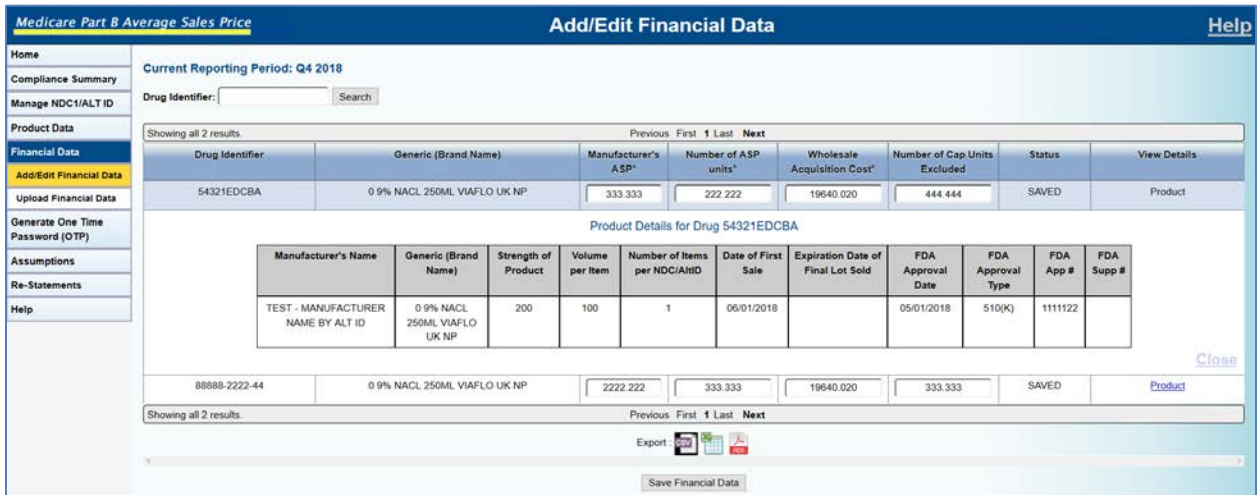 Medicare Part B Average Sales Price
Add/Edit Financial Data
Help
Home
Compliance Summary
Manage NDC1/ALT ID
Product Data
Financial Data
Add/Edit Financial Data
Upload Financial Data
Generate One Time
Password (OTP)
Assumptions
Re-Statements
Help
Current Reporting Period: Q4 2018
Drug Identifier: Search
Showing all 2 results. Previous First 1 Last Next
Drug Identifier Generic (Brand Name) Manufacturer's ASP* Number of ASP units* Wholesale Acquisition Cost* Number of Cap Units Excluded Status View Details
54321EDCBA 0 9% NACL 250ML VIAFLO UK NP 333.333 222.222 19640.020 444.444 SAVED Product
Product Details for Drug 54321EDCBA
Manufacturer's Name Generic (Brand Name) Strength of Product Volume per Item Number of Items per NDC/AltID Date of First Sale Expiration Date of Final Lot Sold FDA Approval Date FDA Approval Type FDA App # FDA Supp #
TEST - MANUFACTURER NAME BY ALT ID 0 9% NACL 250ML VIAFLO UK NP 200 100 1 06/01/2018 05/01/2018 510(K) 1111122
Close
88888-2222-44 0 9% NACL 250ML VIAFLO UK NP 2222.222 333.333 19640.020 333.333 SAVED Product
Showing all 2 results. Previous First 1 Last Next
Export : CSV
Save Financial Data